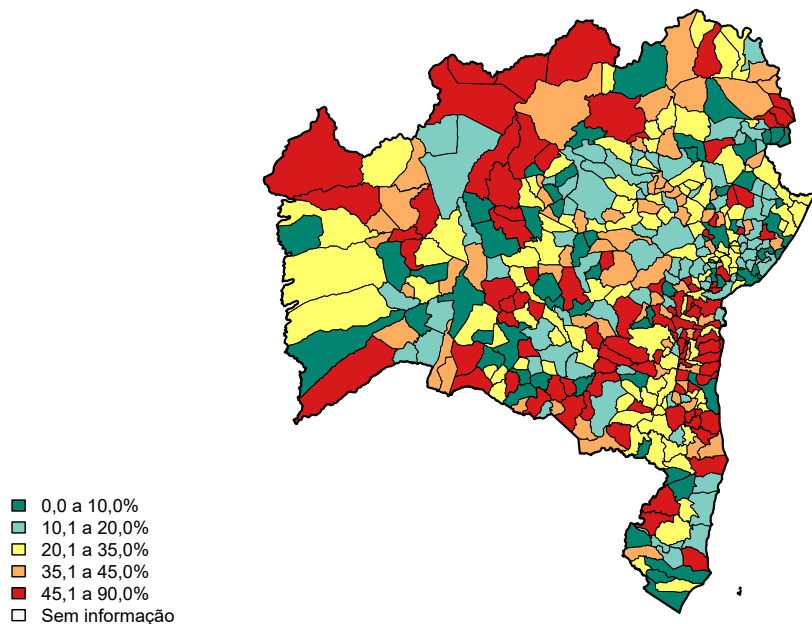 0,0 a 10,0%
10,1 a 20,0%
20,1 a 35,0%
35,1 a 45,0%
45,1 a 90,0%
Sem informação